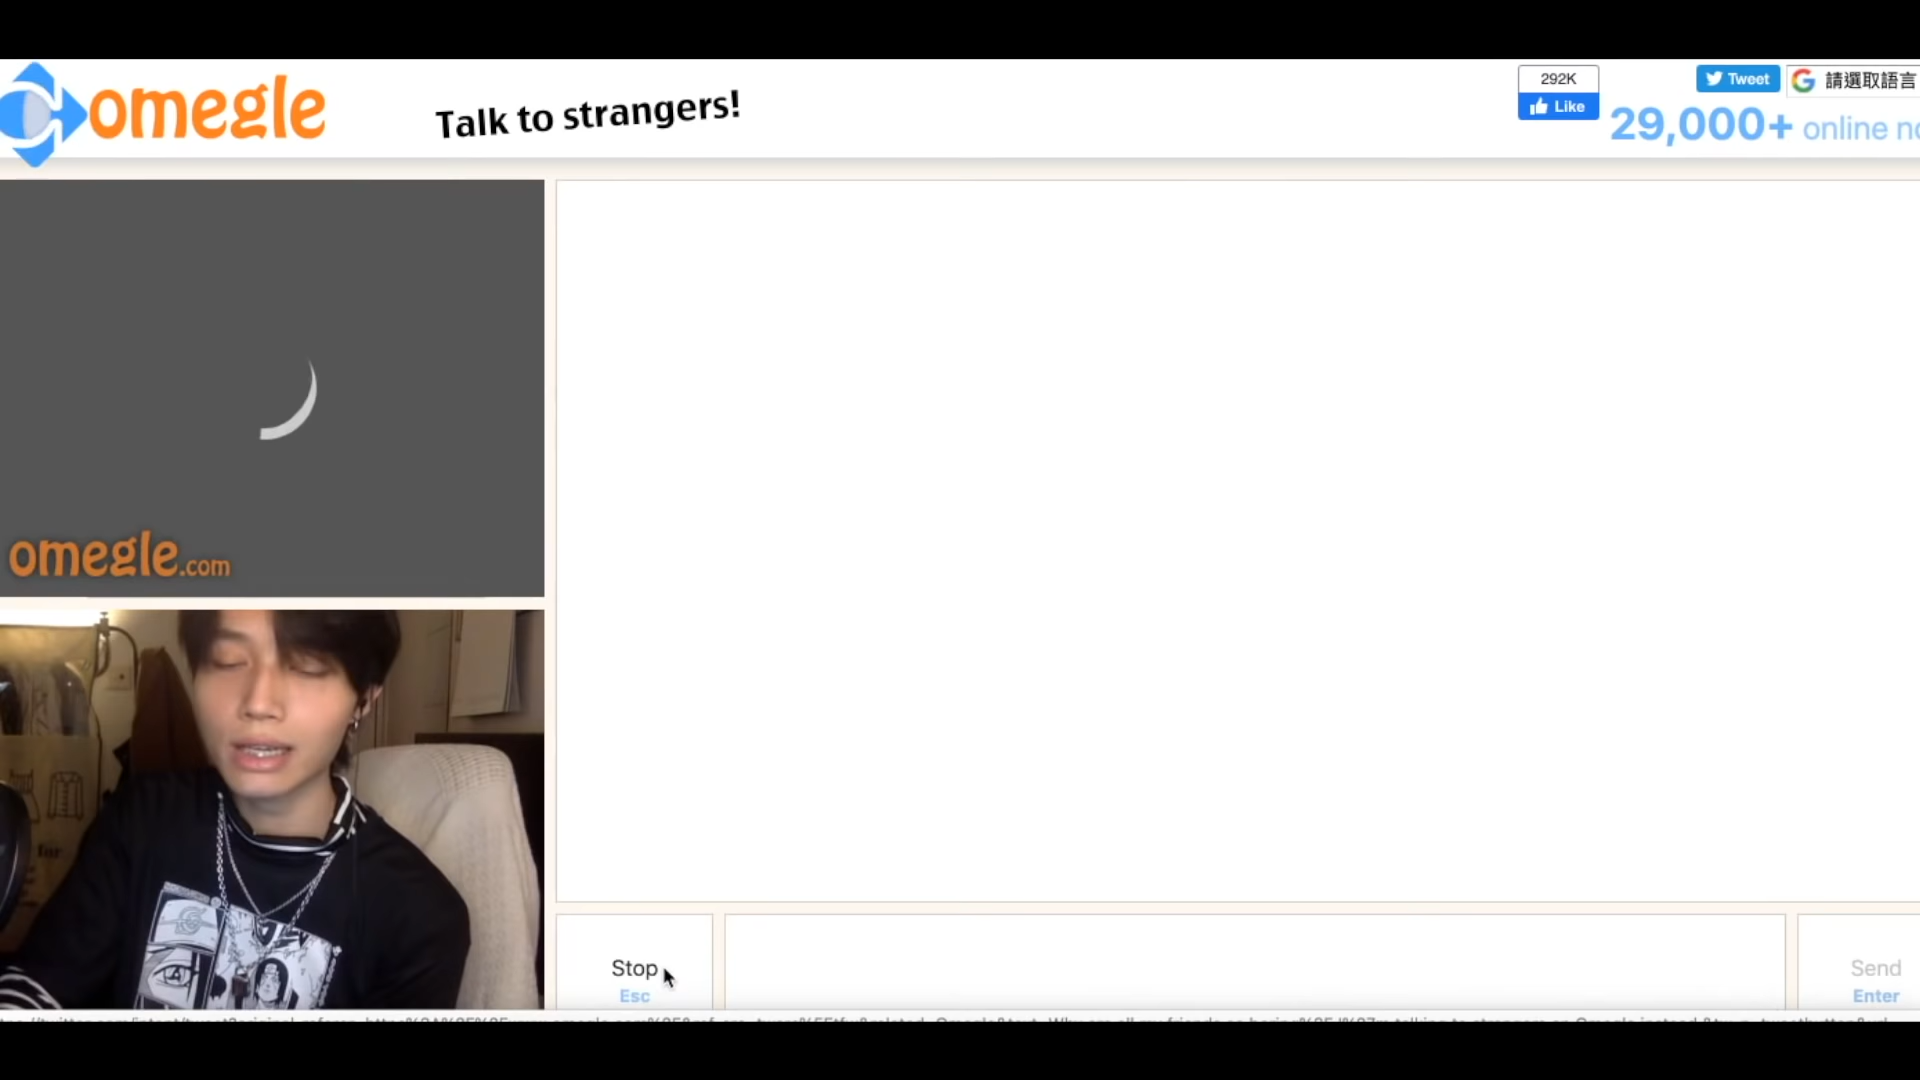 omegle
Talk to strangers!
292K
Like
Tweet
請選取語言
29,000+ online
omegle.com
Stop
Esc
Send
Enter